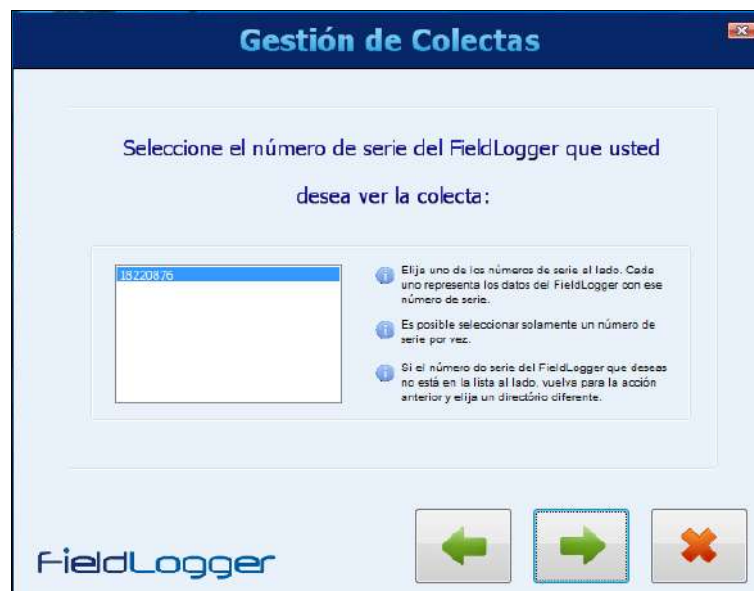 Gestión de Colectas
Seleccione el número de serie del FieldLogger que usted
desea ver la colecta:
18220876
Elija uno de los números de serie al lado. Cada
uno representa los datos del FieldLogger con ese
número de serie.
Es posible seleccionar solamente un número de
serie por vez.
Si el número do serie del FieldLogger que deseas
no está en la lista al lado, vuelva para la acción
anterior y elija un directório diferente.
FieldLogger